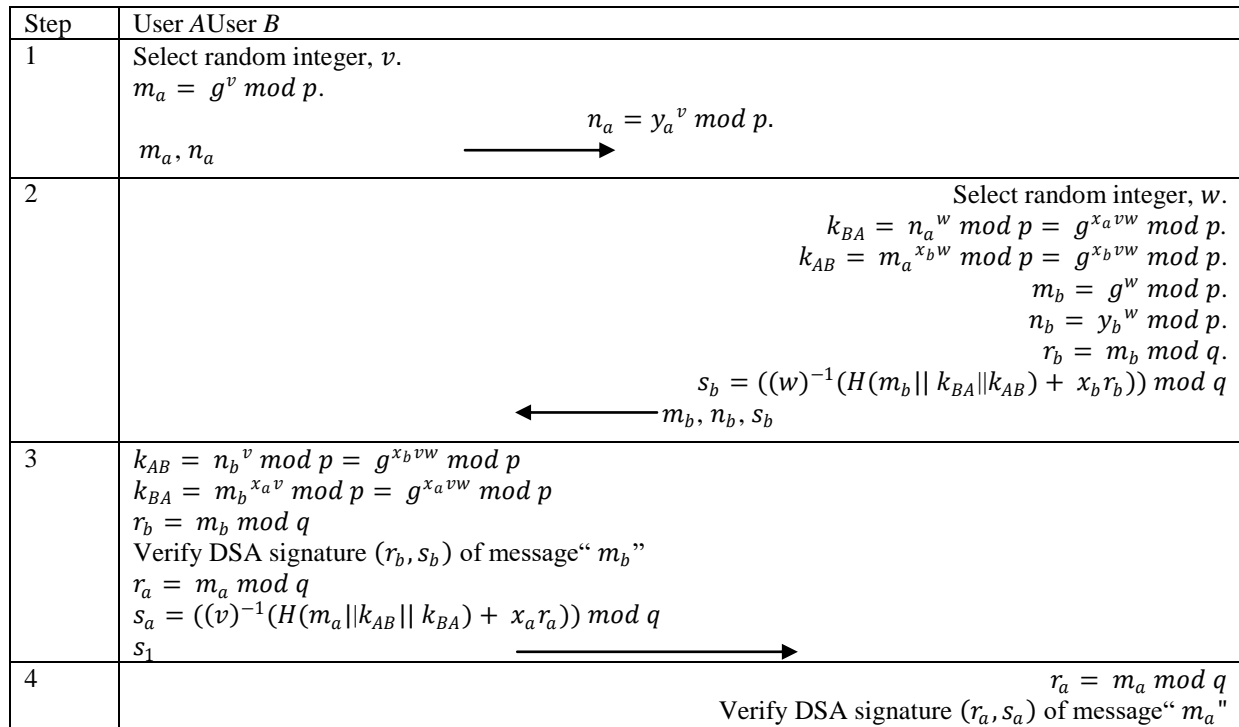 Step User AUser B
1 Select random integer, v.
m_a = g^v mod p.
n_a = y_a^v mod p.
m_a, n_a
2 Select random integer, w.
k_BA = n_a^w mod p = g^{x_a vw} mod p.
k_AB = m_a^{x_b w} mod p = g^{x_b vw} mod p.
m_b = g^w mod p.
n_b = y_b^w mod p.
r_b = m_b mod q.
s_b = ((w)^{-1}(H(m_b|| k_BA||k_AB) + x_b r_b)) mod q
m_b, n_b, s_b
3 k_AB = n_b^v mod p = g^{x_b vw} mod p
k_BA = m_b^{x_a v} mod p = g^{x_a vw} mod p
r_b = m_b mod q
Verify DSA signature (r_b, s_b) of message“ m_b”
r_a = m_a mod q
s_a = ((v)^{-1}(H(m_a||k_AB|| k_BA) + x_a r_a)) mod q
s_1
4 r_a = m_a mod q
Verify DSA signature (r_a, s_a) of message“ m_a"